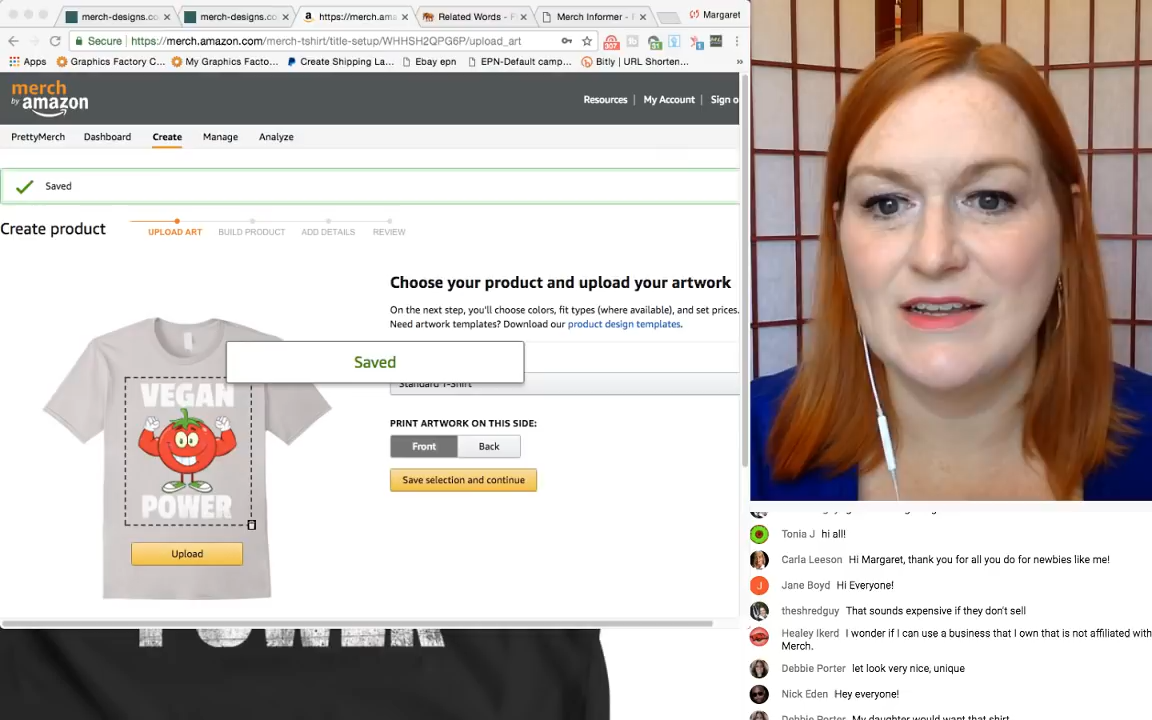 merch-designs.co
merch-designs.co
https://merch.ama
Related Words - F
Merch Informer -
Margaret
Secure
https://merch.amazon.com/merch-tshirt/title-setup/WHHSH2QPG6P/upload_art
Apps
Graphics Factory C...
My Graphics Facto...
Create Shipping La...
Ebay epn
EPN-Default camp...
Bitly | URL Shorten...
merch
by amazon
Resources | My Account | Sign o
PrettyMerch
Dashboard
Create
Manage
Analyze
Saved
Create product
UPLOAD ART
BUILD PRODUCT
ADD DETAILS
REVIEW
Choose your product and upload your artwork
On the next step, you'll choose colors, fit types (where available), and set prices.
Need artwork templates? Download our product design templates.
Saved
Standard T-Shirt
VEGAN
POWER
PRINT ARTWORK ON THIS SIDE:
Front
Back
Save selection and continue
Upload
POWER
Tonia J hi all!
Carla Leeson Hi Margaret, thank you for all you do for newbies like me!
Jane Boyd Hi Everyone!
theshredguy That sounds expensive if they don't sell
Healey Ikerd I wonder if I can use a business that I own that is not affiliated with
Merch.
Debbie Porter let look very nice, unique
Nick Eden Hey everyone!
Debbie Porter My daughter would want that shirt